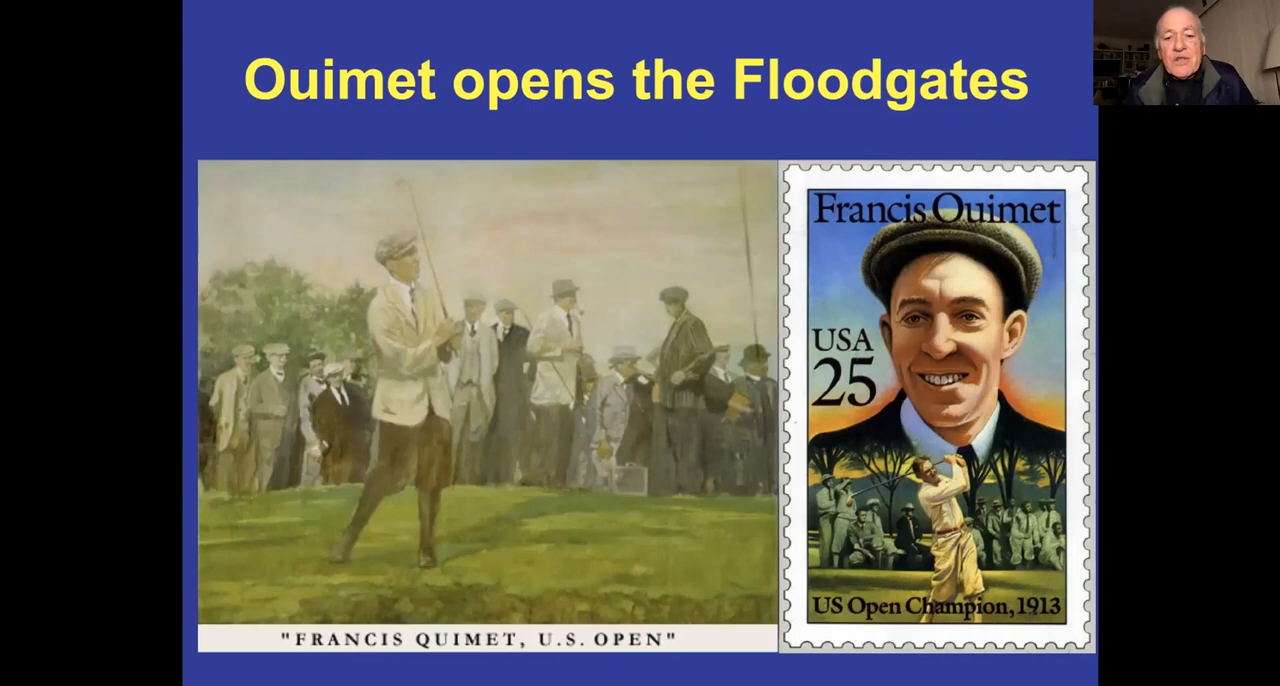 Ouimet opens the Floodgates
"FRANCIS QUIMET, U.S. OPEN"
Francis Ouimet
USA
25
US Open Champion, 1913